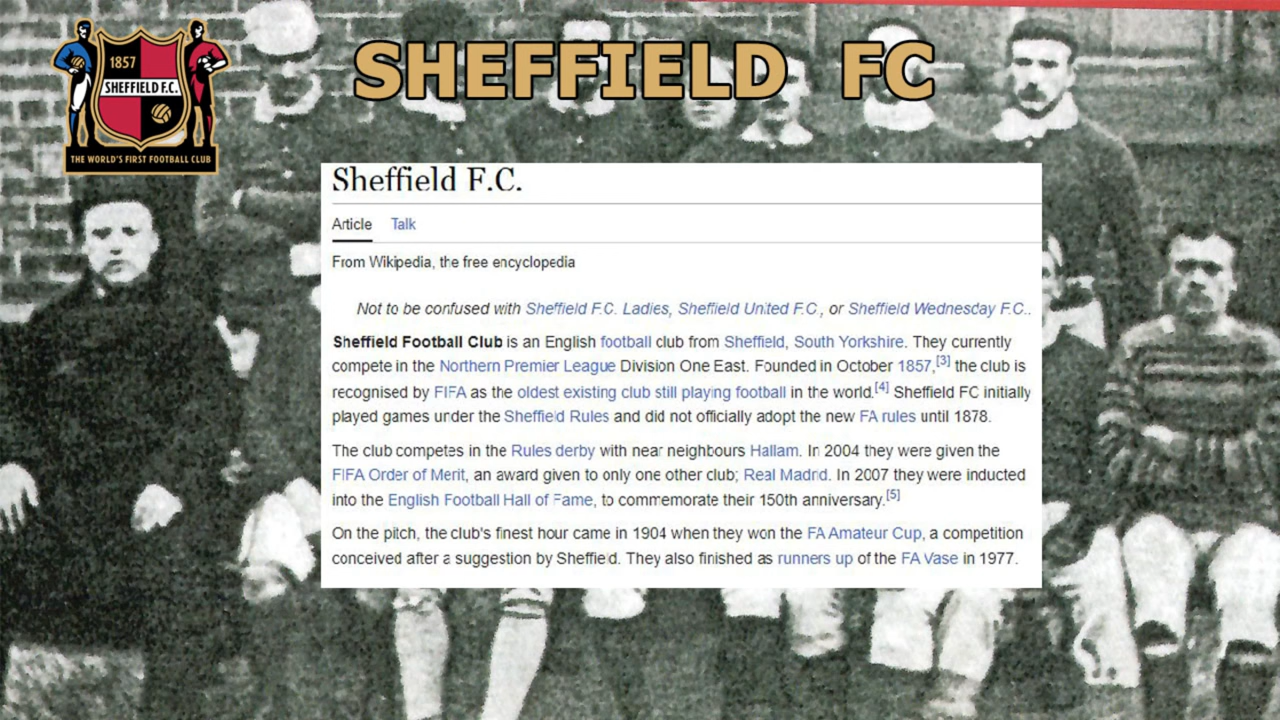 1857
SHEFFIELD F.C.
THE WORLD'S FIRST FOOTBALL CLUB
SHEFFIELD FC
Sheffield F.C.
Article Talk
From Wikipedia, the free encyclopedia
Not to be confused with Sheffield F.C. Ladies, Sheffield United F.C., or Sheffield Wednesday F.C..
Sheffield Football Club is an English football club from Sheffield, South Yorkshire. They currently
compete in the Northern Premier League Division One East. Founded in October 1857,[3] the club is
recognised by FIFA as the oldest existing club still playing football in the world.[4] Sheffield FC initially
played games under the Sheffield Rules and did not officially adopt the new FA rules until 1878.
The club competes in the Rules derby with near neighbours Hallam. In 2004 they were given the
FIFA Order of Merit, an award given to only one other club; Real Madrid. In 2007 they were inducted
into the English Football Hall of Fame, to commemorate their 150th anniversary.[5]
On the pitch, the club's finest hour came in 1904 when they won the FA Amateur Cup, a competition
conceived after a suggestion by Sheffield. They also finished as runners up of the FA Vase in 1977.